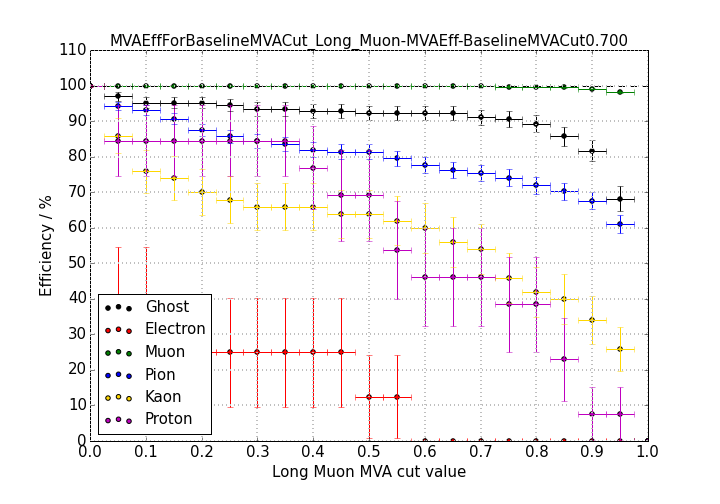 MVAEffForBaselineMVACut_Long_Muon-MVAEff-BaselineMVACut0.700
110
100
90
80
70
60
50
40
30
20
10
0
Efficiency / %
Ghost
Electron
Muon
Pion
Kaon
Proton
0.0 0.1 0.2 0.3 0.4 0.5 0.6 0.7 0.8 0.9 1.0
Long Muon MVA cut value